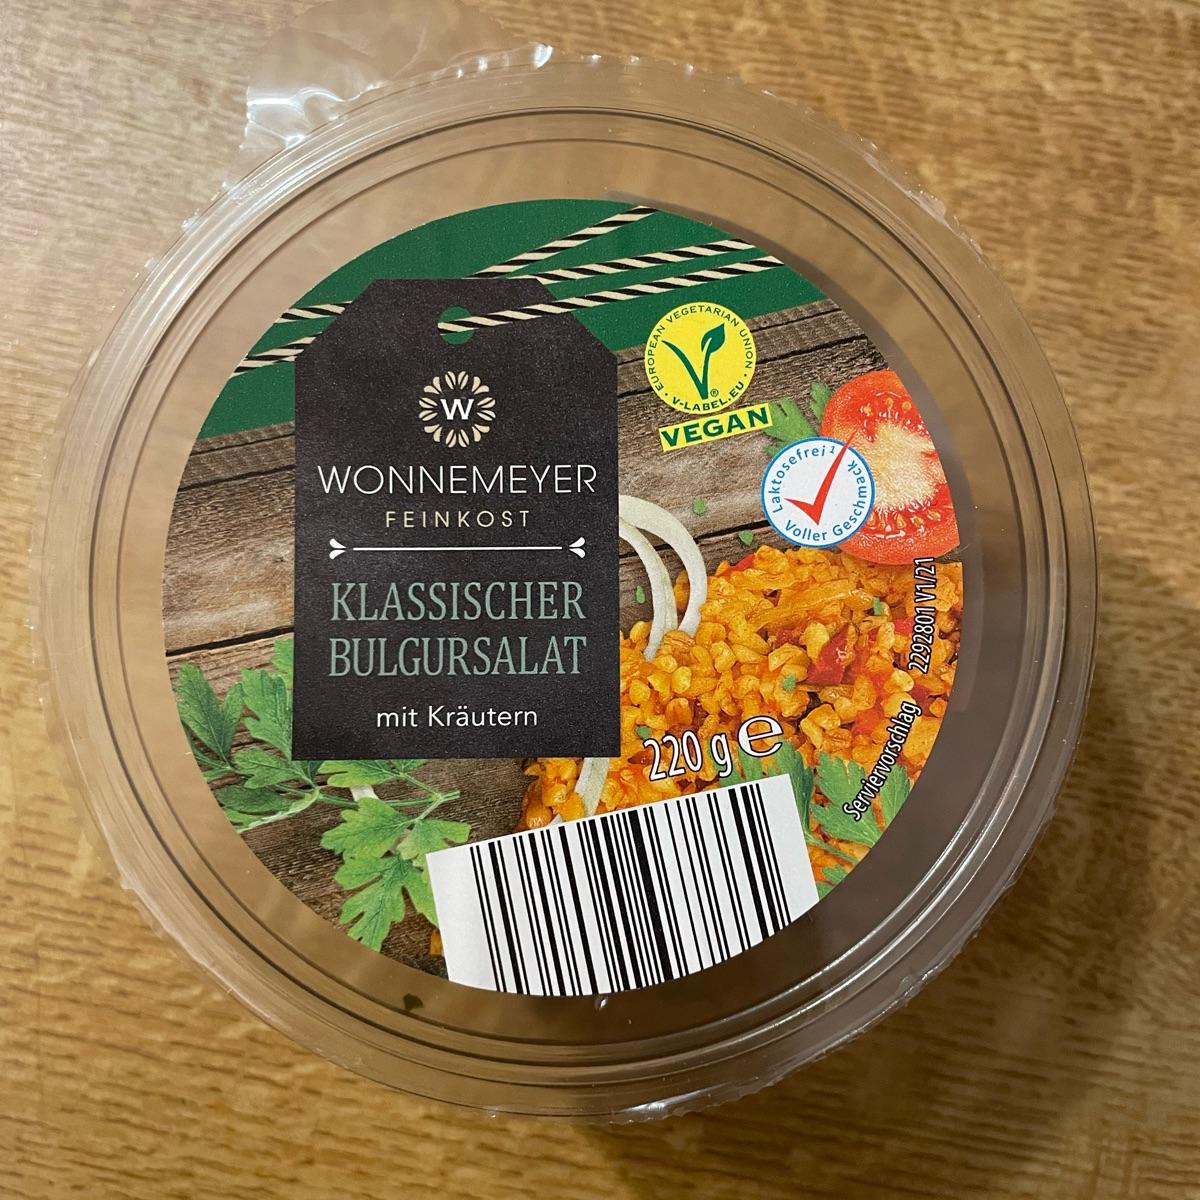 W
WONNEMEYER
FEINKOST
KLASSISCHER
BULGURSALAT
mit Kräutern
EUROPEAN VEGETARIAN UNION
V-LABEL.EU
®
VEGAN
Laktosefrei¹
Voller Geschmack
220 g e
Serviervorschlag
2292801 V1/21